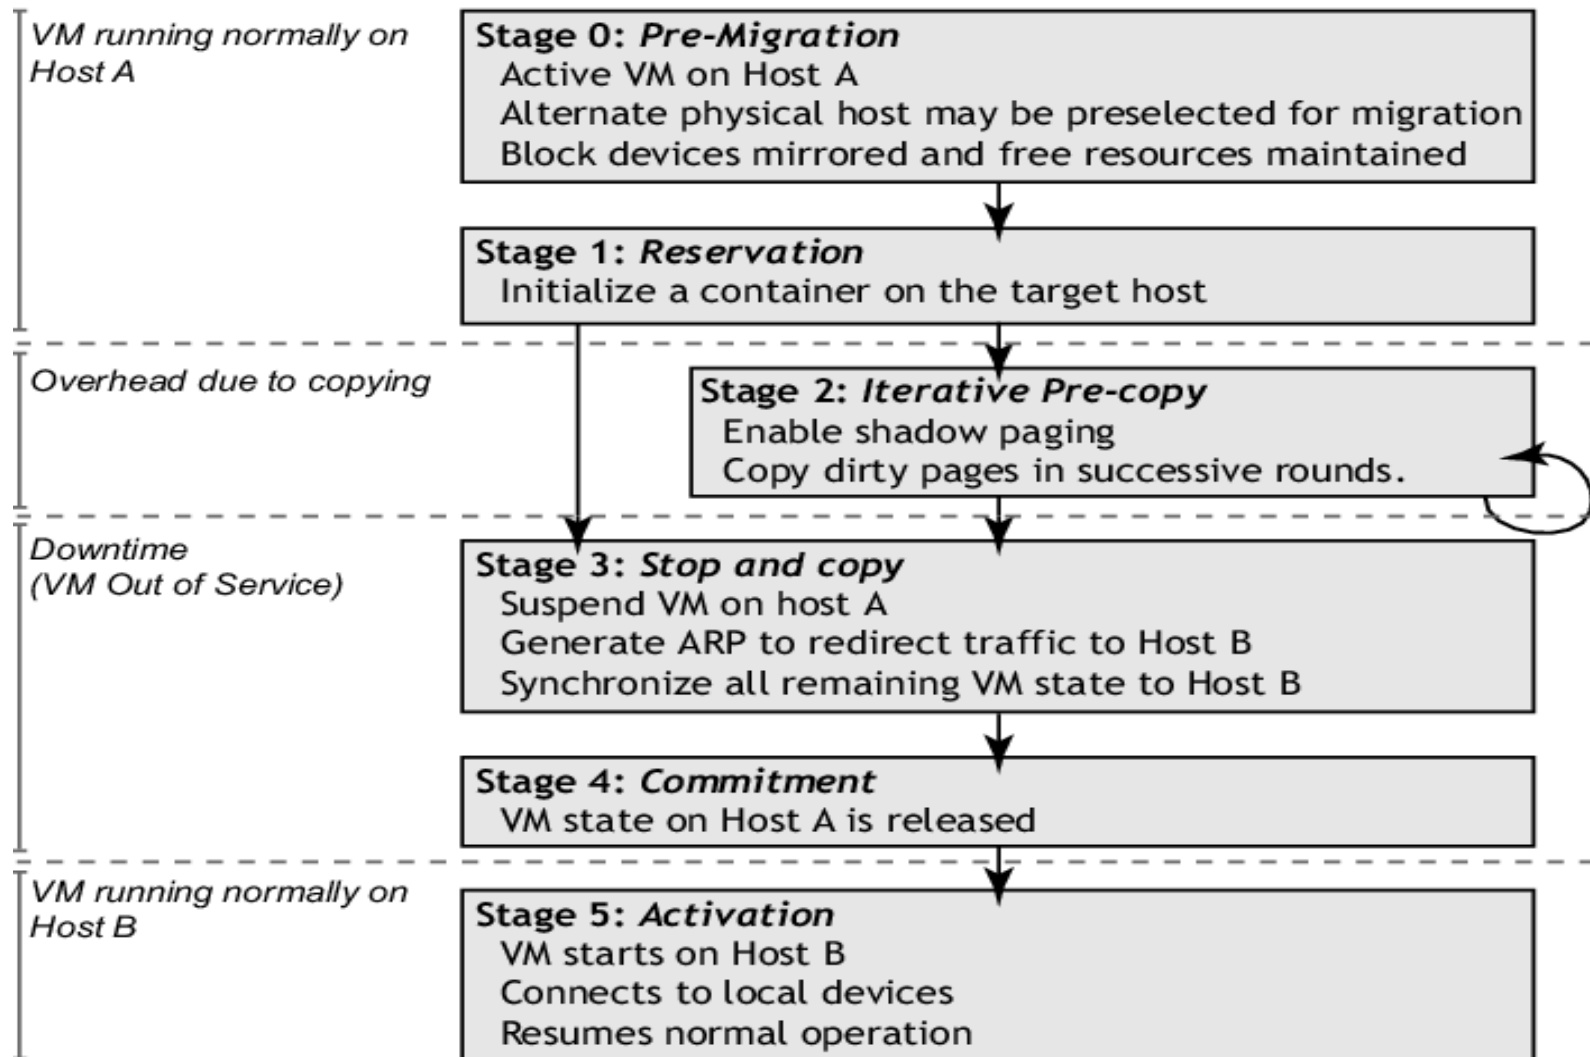 VM running normally on
Host A
Stage 0: Pre-Migration
Active VM on Host A
Alternate physical host may be preselected for migration
Block devices mirrored and free resources maintained
Stage 1: Reservation
Initialize a container on the target host
Overhead due to copying
Stage 2: Iterative Pre-copy
Enable shadow paging
Copy dirty pages in successive rounds.
Downtime
(VM Out of Service)
Stage 3: Stop and copy
Suspend VM on host A
Generate ARP to redirect traffic to Host B
Synchronize all remaining VM state to Host B
Stage 4: Commitment
VM state on Host A is released
VM running normally on
Host B
Stage 5: Activation
VM starts on Host B
Connects to local devices
Resumes normal operation